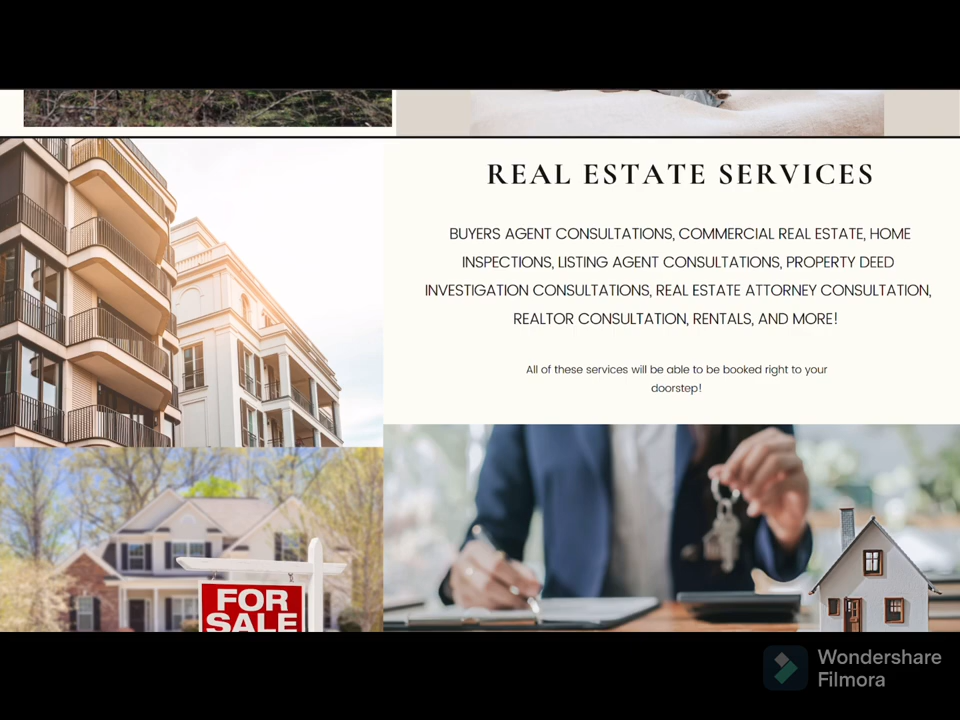 REAL ESTATE SERVICES
BUYERS AGENT CONSULTATIONS, COMMERCIAL REAL ESTATE, HOME
INSPECTIONS, LISTING AGENT CONSULTATIONS, PROPERTY DEED
INVESTIGATION CONSULTATIONS, REAL ESTATE ATTORNEY CONSULTATION,
REALTOR CONSULTATION, RENTALS, AND MORE!
All of these services will be able to be booked right to your
doorstep!
FOR
SALE
Wondershare
Filmora